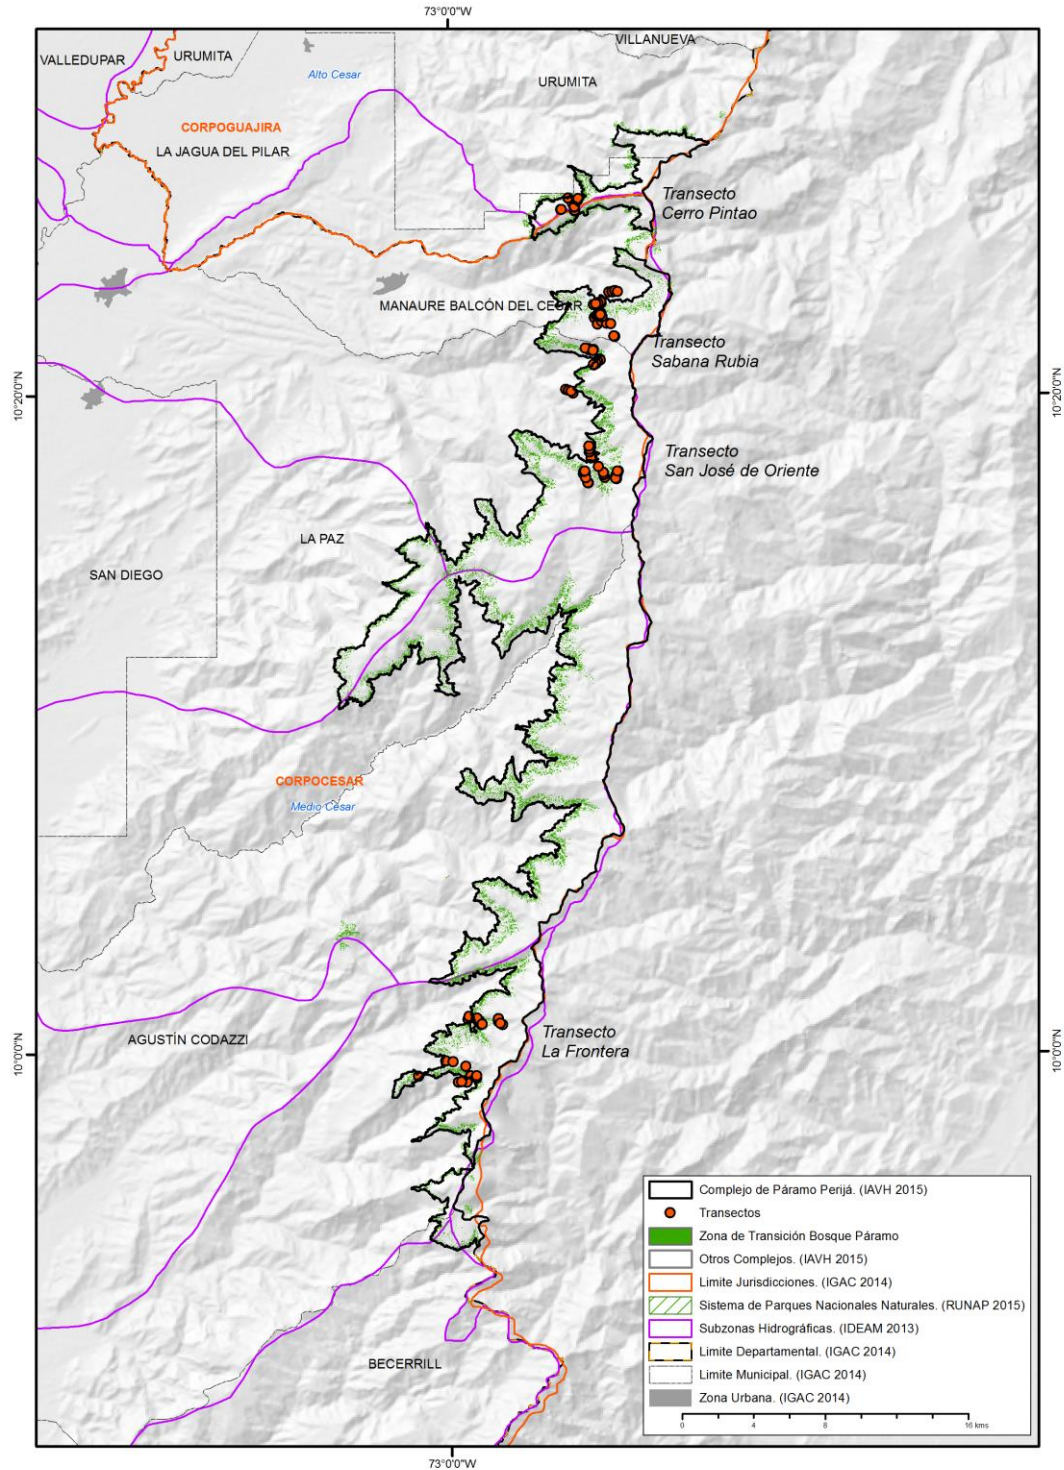 73°0'0"W
VILLANUEVA
VALLEDUPAR
URUMITA
Alto Cesar
URUMITA
CORPOGUAJIRA
LA JAGUA DEL PILAR
Transecto
Cerro Pintao
MANAURE BALCÓN DEL CESAR
Transecto
Sabana Rubia
10°20'0"N
10°20'0"N
Transecto
San José de Oriente
LA PAZ
SAN DIEGO
CORPOCESAR
Medio Cesar
AGUSTÍN CODAZZI
Transecto
La Frontera
10°0'0"N
10°0'0"N
BECERRILL
Complejo de Páramo Perijá. (IAVH 2015)
Transectos
Zona de Transición Bosque Páramo
Otros Complejos. (IAVH 2015)
Limite Jurisdicciones. (IGAC 2014)
Sistema de Parques Nacionales Naturales. (RUNAP 2015)
Subzonas Hidrográficas. (IDEAM 2013)
Limite Departamental. (IGAC 2014)
Limite Municipal. (IGAC 2014)
Zona Urbana. (IGAC 2014)
0 4 8 16 kms
73°0'0"W